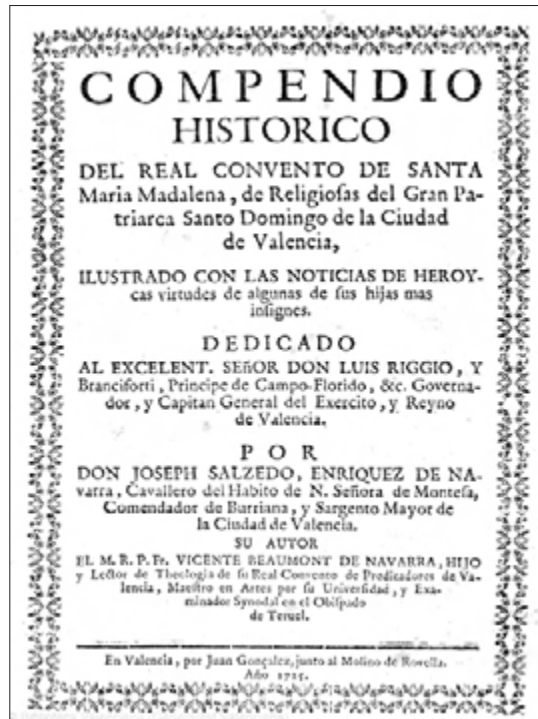 COMPENDIO
HISTORICO
DEL REAL CONVENTO DE SANTA
Maria Madalena, de Religiosas del Gran Pa-
triarca Santo Domingo de la Ciudad
de Valencia,
ILUSTRADO CON LAS NOTICIAS DE HEROY-
cas virtudes de algunas de sus hijas mas
insignes.
DEDICADO
AL EXCELENT. SEñOR DON LUIS RIGGIO, Y
Branciforti, Principe de Campo-Florido, &c. Governa-
dor, y Capitan General del Exercito, y Reyno
de Valencia.
POR
DON JOSEPH SALZEDO, ENRIQUEZ DE NA-
varra, Cavallero del Habito de N. Señora de Montesa,
Comendador de Burriana, y Sargento Mayor de
la Ciudad de Valencia.
SU AUTOR
EL M. R. P. Fr. VICENTE BEAUMONT DE NAVARRA, HIJO
y Lector de Theologia de su Real Convento de Predicadores de Va-
lencia, Maestro en Artes por su Universidad, y Exa-
minador Synodal en el Obispado
de Teruel.
En Valencia, por Juan Gonçalez, junto al Molino de Rovella.
Año 1725.